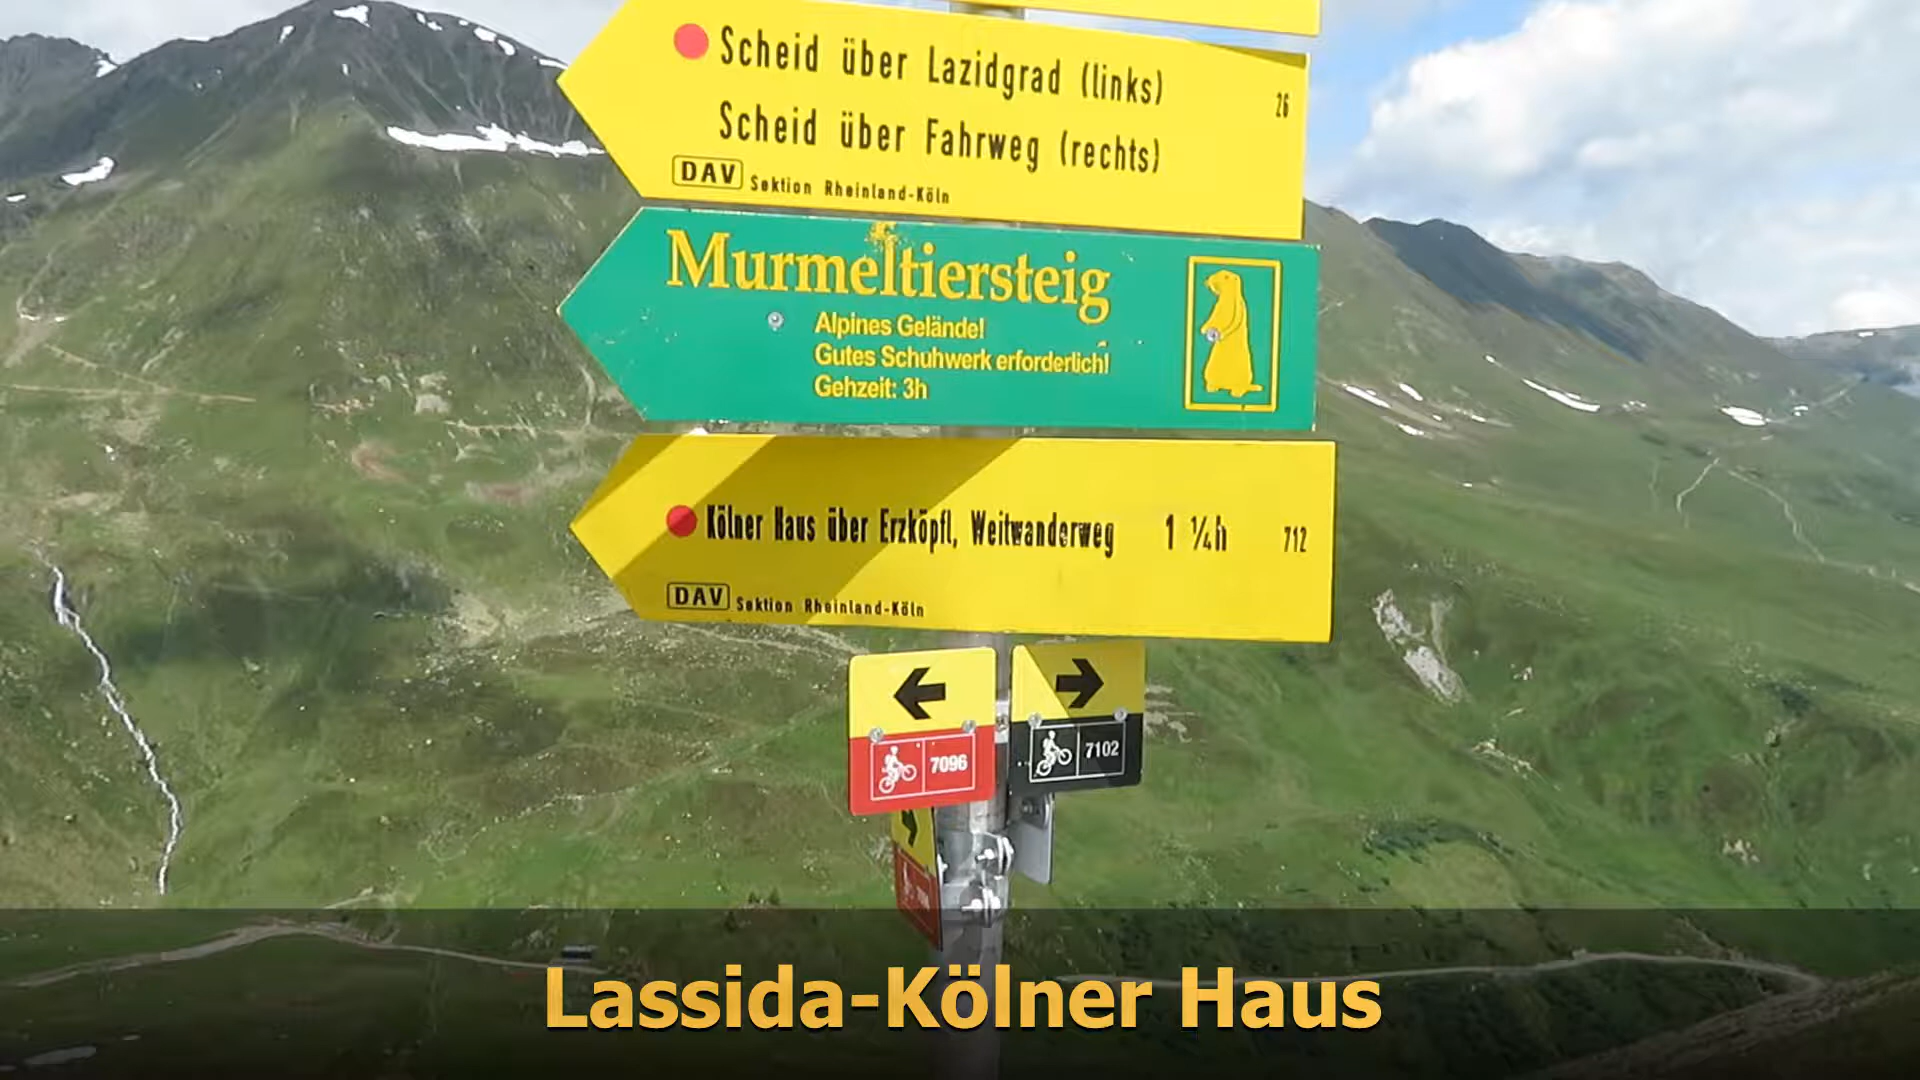 Scheid über Lazidgrad (links)
26
Scheid über Fahrweg (rechts)
DAV Sektion Rheinland-Köln
Murmeltiersteig
Alpines Gelände!
Gutes Schuhwerk erforderlich!
Gehzeit: 3h
Kölner Haus über Erzköpfl, Weitwanderweg 1 ¼h 712
DAV Sektion Rheinland-Köln
7096
7102
Lassida-Kölner Haus